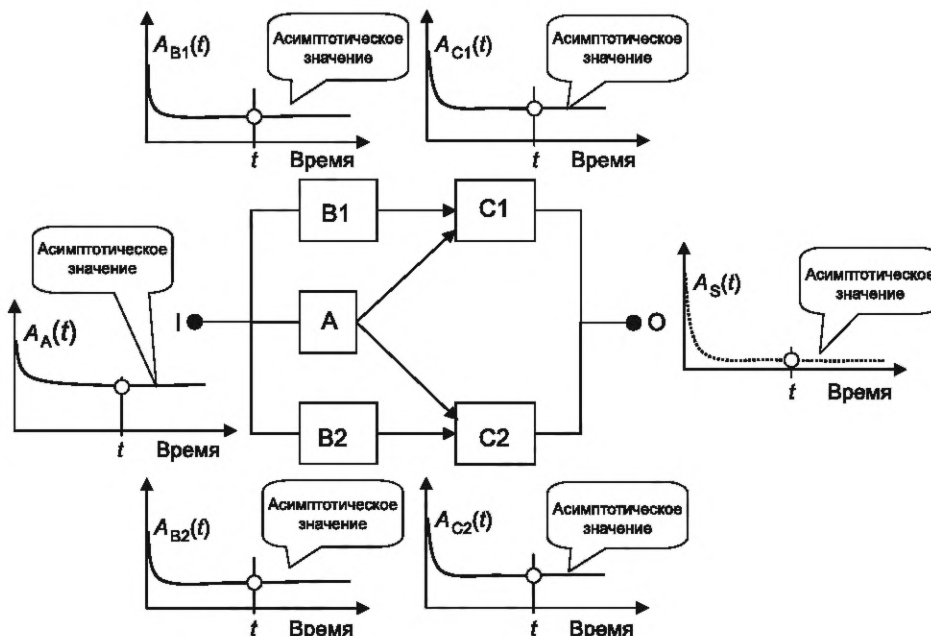 A_B1(t)
Асимптотическое
значение
t Время
A_C1(t)
Асимптотическое
значение
t Время
B1
C1
Асимптотическое
значение
A_A(t)
t Время
I
A
O
A_S(t)
Асимптотическое
значение
t Время
B2
C2
A_B2(t)
Асимптотическое
значение
t Время
A_C2(t)
Асимптотическое
значение
t Время